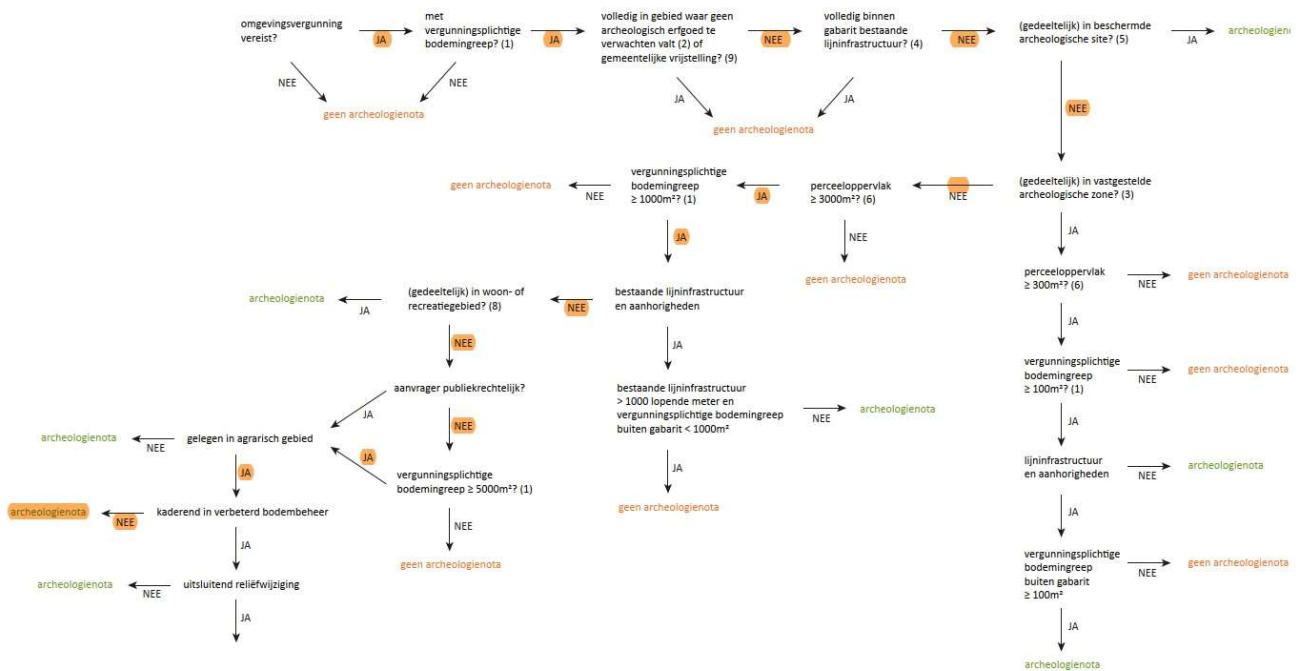 omgevingsvergunning
vereist?
JA
NEE
met
vergunningsplichtige
bodemingreep? (1)
JA
NEE
geen archeologienota
volledig in gebied waar geen
archeologisch erfgoed te
verwachten valt (2) of
gemeentelijke vrijstelling? (9)
NEE
JA
volledig binnen
gabarit bestaande
lijninfrastructuur? (4)
NEE
JA
geen archeologienota
(gedeeltelijk) in beschermde
archeologische site? (5)
JA
NEE
(gedeeltelijk) in vastgestelde
archeologische zone? (3)
NEE
JA
perceeloppervlak
≥ 3000m²? (6)
JA
NEE
geen archeologienota
vergunningsplichtige
bodemingreep
≥ 1000m²? (1)
NEE
geen archeologienota
JA
bestaande lijninfrastructuur
en aanhorigheden
NEE
JA
(gedeeltelijk) in woon- of
recreatiegebied? (8)
JA
archeologienota
NEE
aanvrager publiekrechtelijk?
JA
NEE
vergunningsplichtige
bodemingreep ≥ 5000m²? (1)
JA
NEE
geen archeologienota
gelegen in agrarisch gebied
NEE
archeologienota
JA
kaderend in verbeterd bodembeheer
NEE
archeologienota
JA
uitsluitend reliëfwijziging
NEE
archeologienota
JA
bestaande lijninfrastructuur
> 1000 lopende meter en
vergunningsplichtige bodemingreep
buiten gabarit < 1000m²
NEE
archeologienota
JA
geen archeologienota
perceeloppervlak
≥ 300m²? (6)
NEE
geen archeologienota
JA
vergunningsplichtige
bodemingreep
≥ 100m²? (1)
NEE
geen archeologienota
JA
lijninfrastructuur
en aanhorigheden
NEE
archeologienota
JA
vergunningsplichtige
bodemingreep
buiten gabarit
≥ 100m²
NEE
geen archeologienota
JA
archeologienota